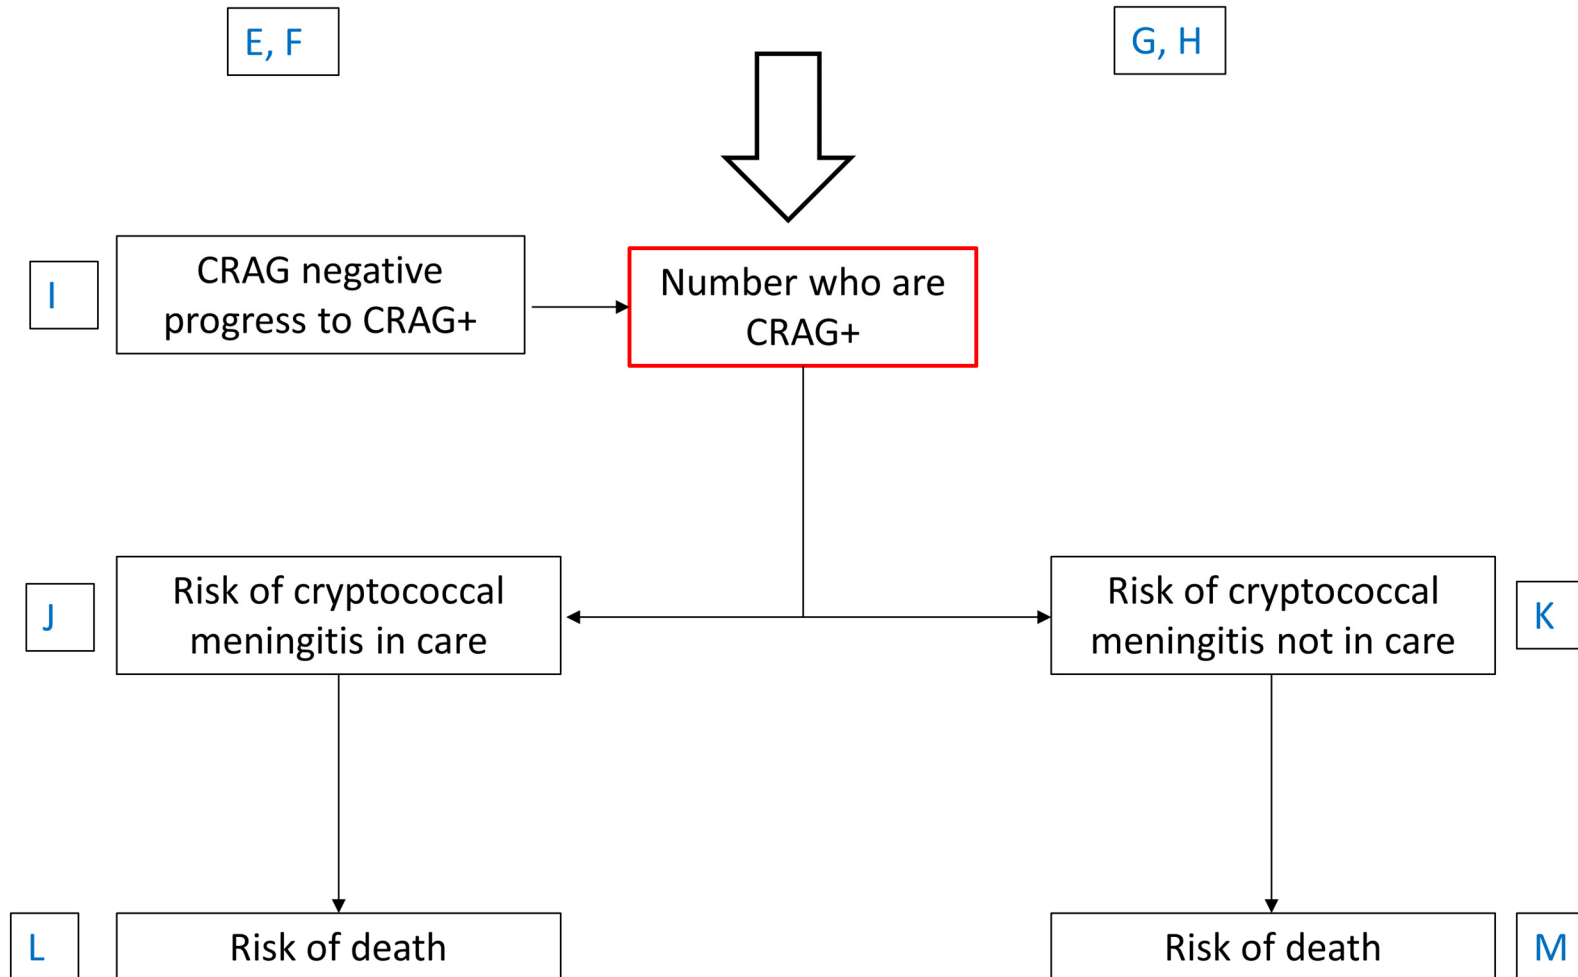 E, F
G, H
I
CRAG negative
progress to CRAG+
Number who are
CRAG+
J
Risk of cryptococcal
meningitis in care
Risk of cryptococcal
meningitis not in care
K
L
Risk of death
Risk of death
M